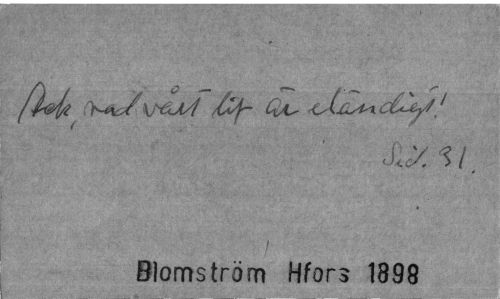 Ack, vad vårt lif är eländigt!
Sid. 31.
Blomström Hfors 1898